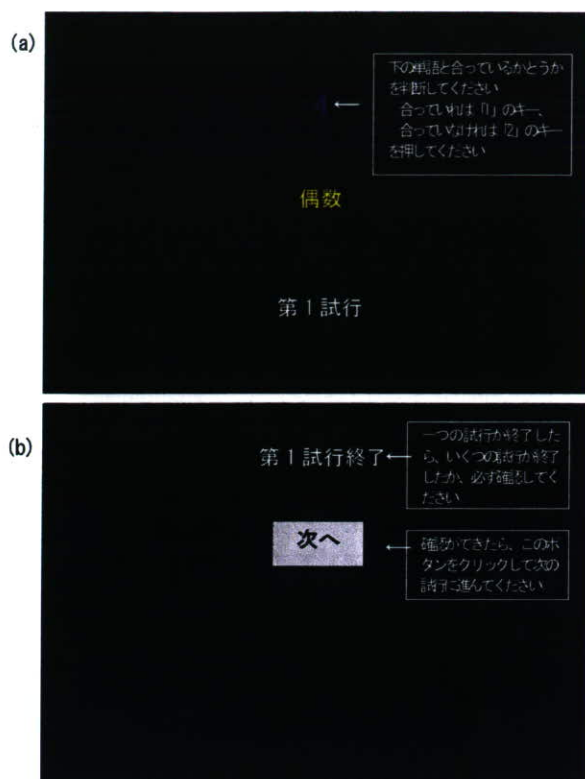 (a)
下の単語と合っているかどうか
を判断してください
合っていれば「1」のキー、
合っていなければ「2」のキー
を押してください
偶数
第1試行
(b)
第1試行終了
一つの試行が終了した
ら、いくつの試行が終了
したか、必ず確認してく
ださい
次へ
確認ができたら、このボ
タンをクリックして次の
試行に進んでください